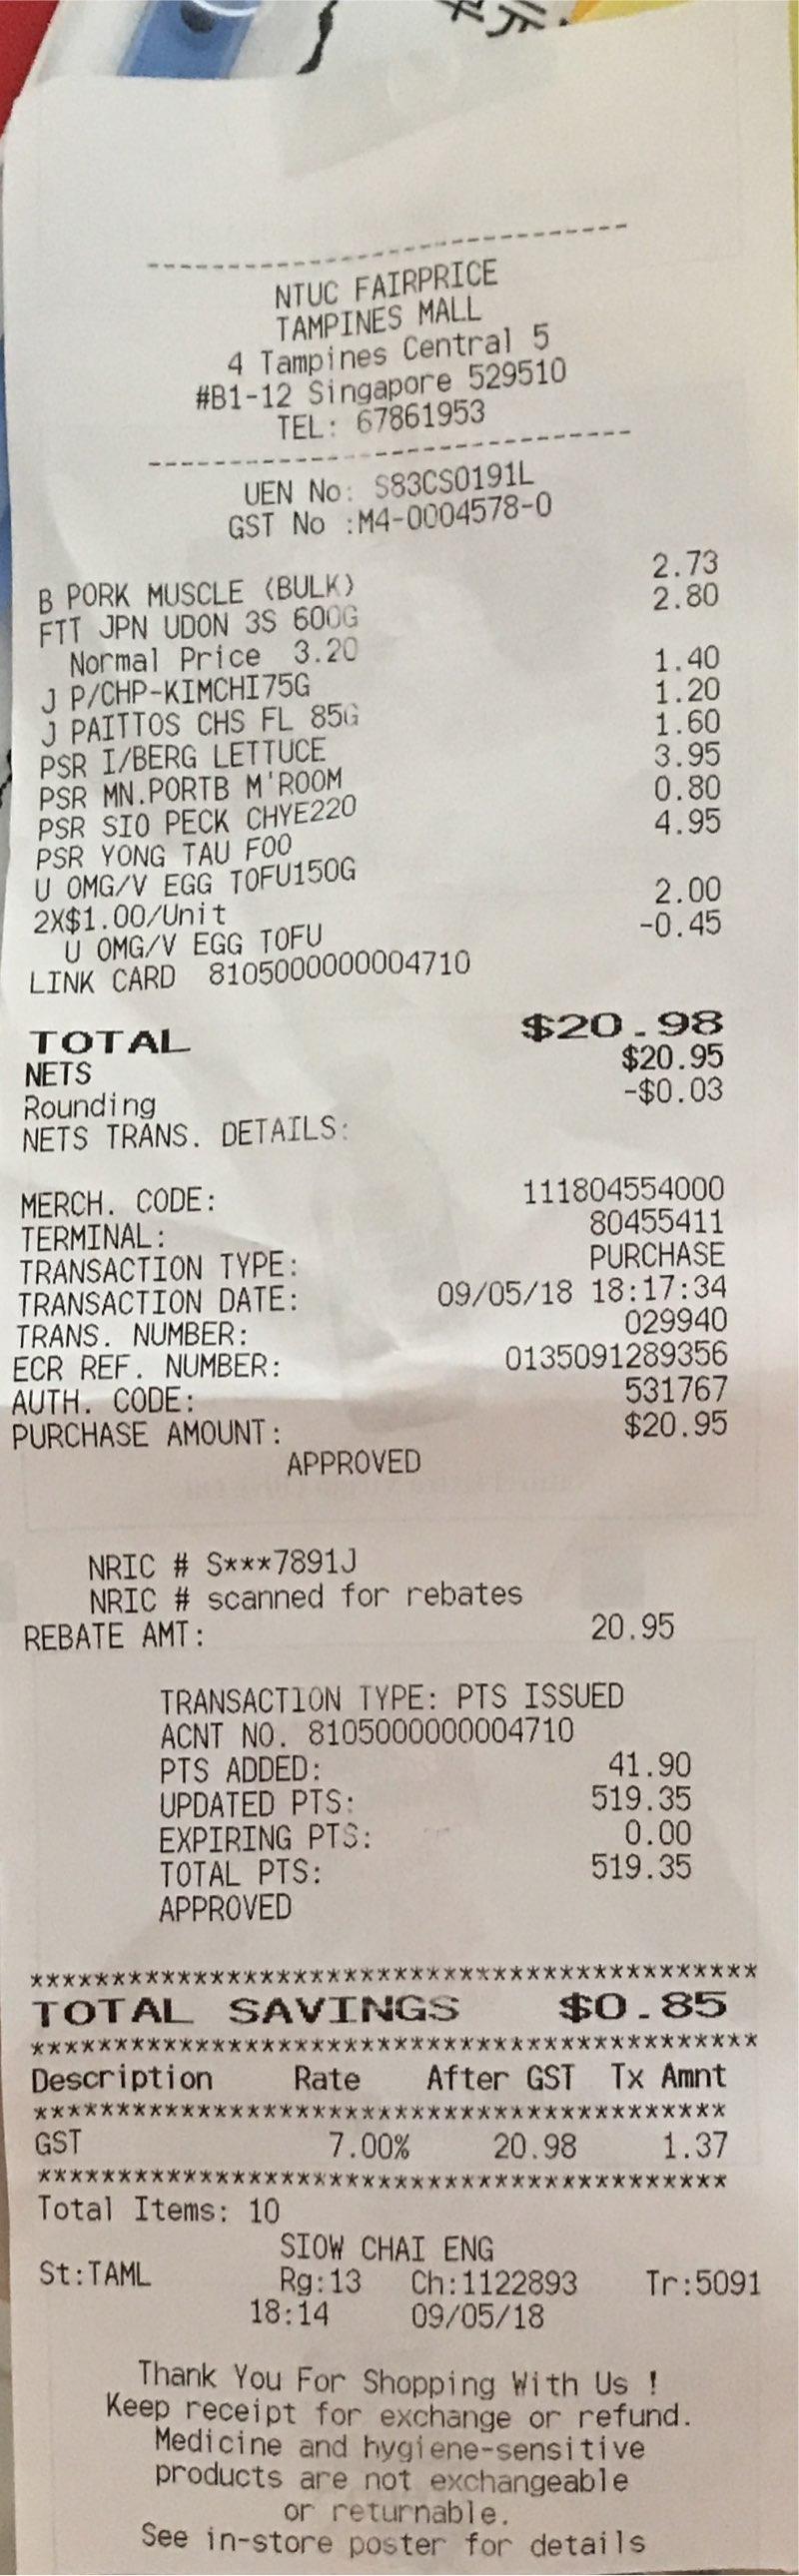 NTUC FAIRPRICE
TAMPINES MALL
4 Tampines Central 5
#B1-12 Singapore 529510
TEL: 67861953
UEN No: S83CS0191L
GST No :M4-0004578-0
B PORK MUSCLE (BULK) 2.73
FTT JPN UDON 3S 600G 2.80
Normal Price 3.20
J P/CHP-KIMCHI75G 1.40
J PAITTOS CHS FL 85G 1.20
PSR I/BERG LETTUCE 1.60
PSR MN.PORTB M'ROOM 3.95
PSR SIO PECK CHYE220 0.80
PSR YONG TAU FOO 4.95
U OMG/V EGG TOFU150G
2X$1.00/Unit 2.00
U OMG/V EGG TOFU -0.45
LINK CARD 8105000000004710
TOTAL $20.98
NETS $20.95
Rounding -$0.03
NETS TRANS. DETAILS:
MERCH. CODE: 111804554000
TERMINAL: 80455411
TRANSACTION TYPE: PURCHASE
TRANSACTION DATE: 09/05/18 18:17:34
TRANS. NUMBER: 029940
ECR REF. NUMBER: 0135091289356
AUTH. CODE: 531767
PURCHASE AMOUNT: $20.95
APPROVED
NRIC # S***7891J
NRIC # scanned for rebates
REBATE AMT: 20.95
TRANSACTION TYPE: PTS ISSUED
ACNT NO. 8105000000004710
PTS ADDED: 41.90
UPDATED PTS: 519.35
EXPIRING PTS: 0.00
TOTAL PTS: 519.35
APPROVED
********************************************
TOTAL SAVINGS $0.85
********************************************
Description Rate After GST Tx Amnt
******************************************
GST 7.00% 20.98 1.37
******************************************
Total Items: 10
SIOW CHAI ENG
St:TAML Rg:13 Ch:1122893 Tr:5091
18:14 09/05/18
Thank You For Shopping With Us !
Keep receipt for exchange or refund.
Medicine and hygiene-sensitive
products are not exchangeable
or returnable.
See in-store poster for details